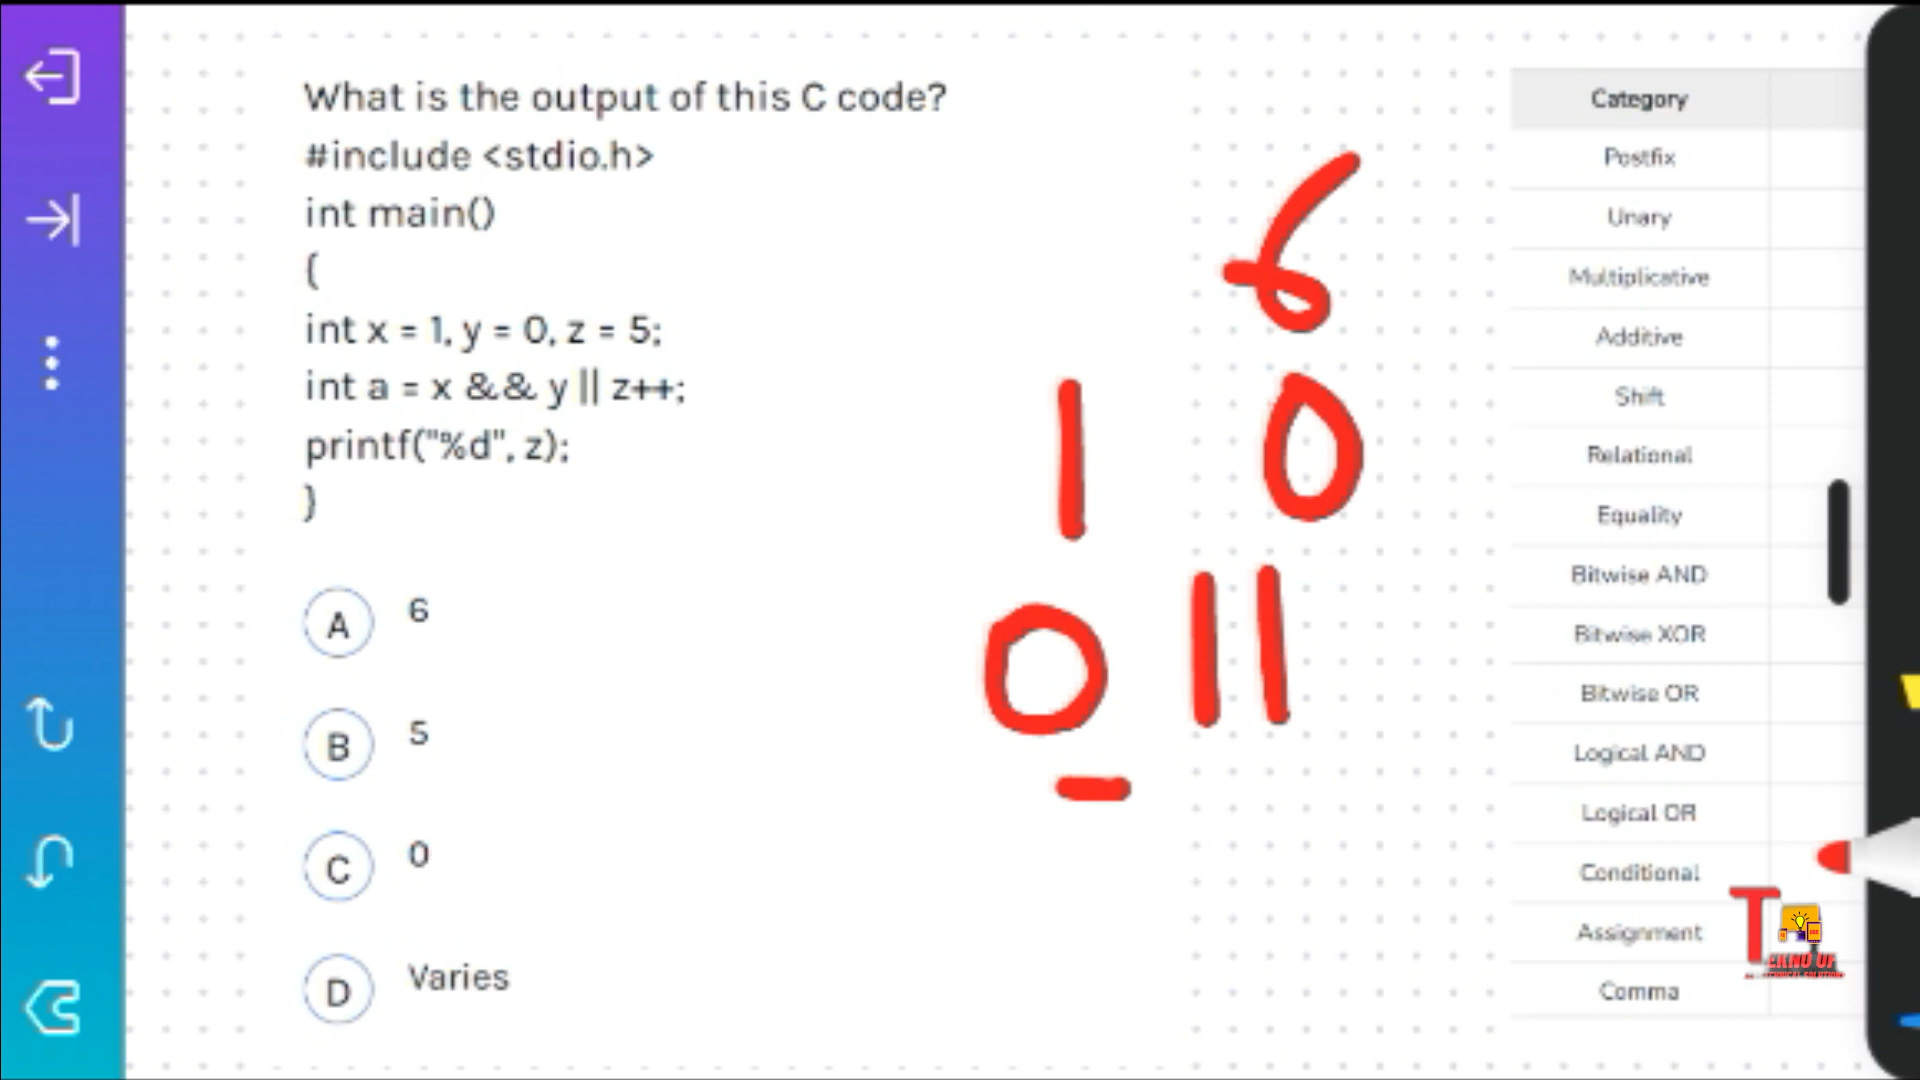 What is the output of this C code?
#include <stdio.h>
int main()
{
int x = 1, y = 0, z = 5;
int a = x && y || z++;
printf("%d", z);
}
A 6
B 5
C 0
D Varies
6
1 0
0 ||
Category
Postfix
Unary
Multiplicative
Additive
Shift
Relational
Equality
Bitwise AND
Bitwise XOR
Bitwise OR
Logical AND
Logical OR
Conditional
Assignment
Comma
TEKNO UF